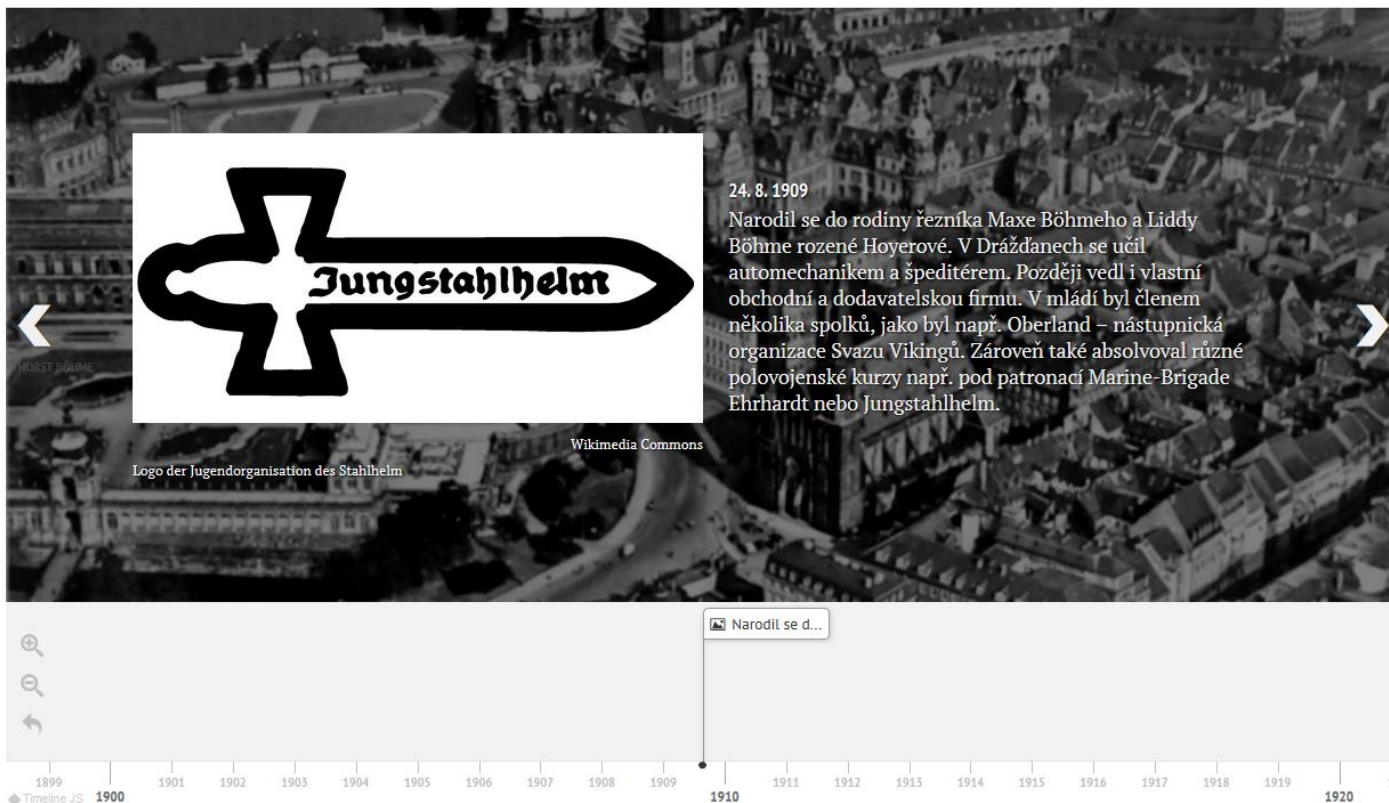 Jungstahlhelm
Wikimedia Commons
Logo der Jugendorganisation des Stahlhelm
HORST BÖHME
24. 8. 1909
Narodil se do rodiny řezníka Maxe Böhmeho a Liddy
Böhme rozené Hoyerové. V Drážďanech se učil
automechanikem a špeditérem. Později vedl i vlastní
obchodní a dodavatelskou firmu. V mládí byl členem
několika spolků, jako byl např. Oberland – nástupnická
organizace Svazu Vikingů. Zároveň také absolvoval různé
polovojenské kurzy např. pod patronací Marine-Brigade
Ehrhardt nebo Jungstahlhelm.
Narodil se d...
1899 1900 1901 1902 1903 1904 1905 1906 1907 1908 1909 1910 1911 1912 1913 1914 1915 1916 1917 1918 1919 1920
Timeline JS